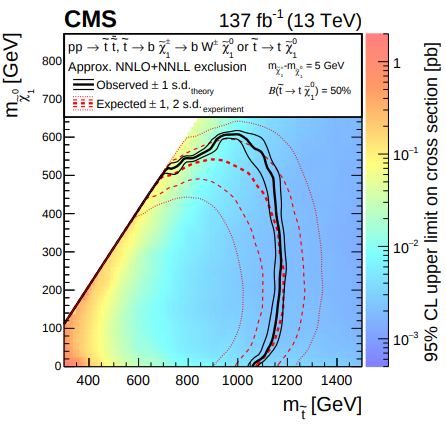 CMS 137 fb⁻¹ (13 TeV)
pp → t̃ t̃̄, t̃ → b χ̃₁± → b W± χ̃₁⁰ or t̃ → t χ̃₁⁰
Approx. NNLO+NNLL exclusion m_χ̃₁± - m_χ̃₁⁰ = 5 GeV
Observed ± 1 s.d. theory B(t̃ → t χ̃₁⁰) = 50%
Expected ± 1, 2 s.d. experiment
m_χ̃₁⁰ [GeV]
800
700
600
500
400
300
200
100
0
400 600 800 1000 1200 1400
m_t̃ [GeV]
1
10⁻¹
10⁻²
10⁻³
95% CL upper limit on cross section [pb]